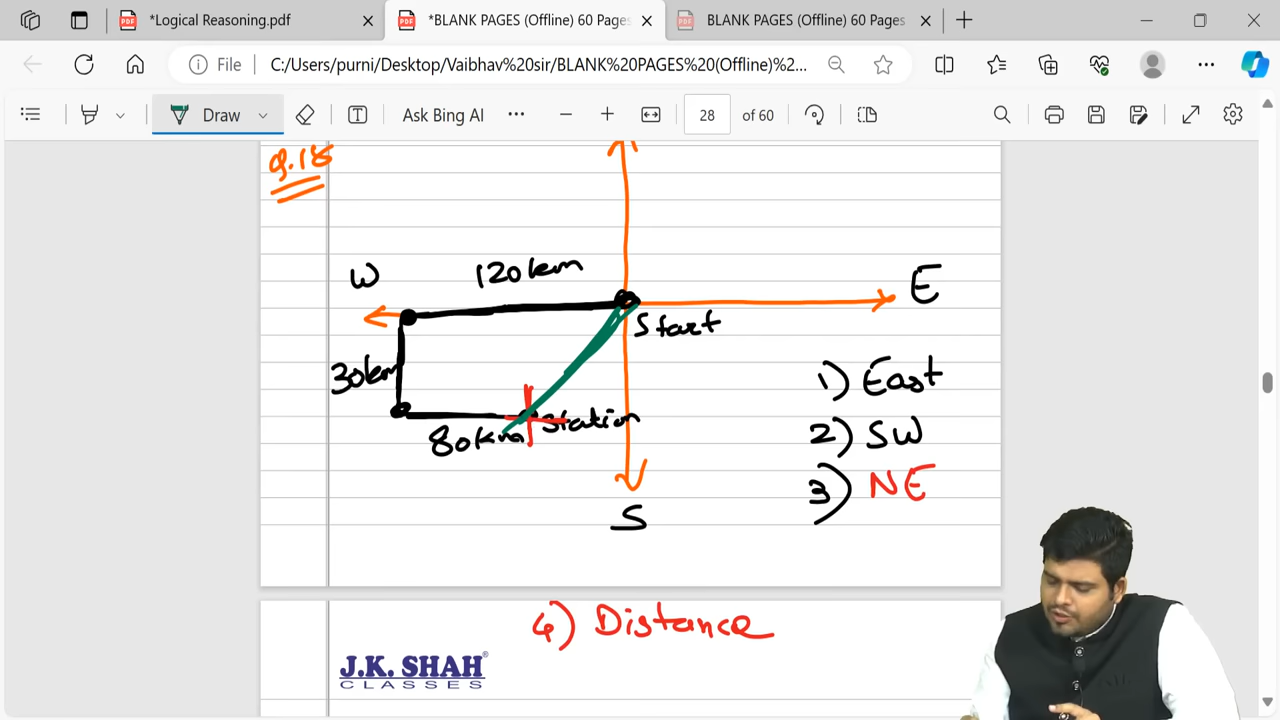 *Logical Reasoning.pdf
*BLANK PAGES (Offline) 60 Pages
BLANK PAGES (Offline) 60 Pages
File
C:/Users/purni/Desktop/Vaibhav%20sir/BLANK%20PAGES%20(Offline)%2...
Draw
Ask Bing AI
28
of 60
Q.18
W
120km
E
Start
30km
Station
80km
S
1) East
2) SW
3) NE
4) Distance
J.K. SHAH®
CLASSES